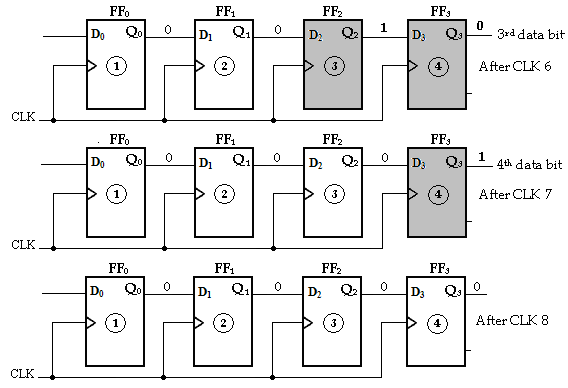 FF₀ FF₁ FF₂ FF₃
D₀ Q₀ 0 D₁ Q₁ 0 D₂ Q₂ 1 D₃ Q₃ 0 3rd data bit
1 2 3 4 After CLK 6
CLK
FF₀ FF₁ FF₂ FF₃
D₀ Q₀ 0 D₁ Q₁ 0 D₂ Q₂ 0 D₃ Q₃ 1 4th data bit
1 2 3 4 After CLK 7
CLK
FF₀ FF₁ FF₂ FF₃
D₀ Q₀ 0 D₁ Q₁ 0 D₂ Q₂ 0 D₃ Q₃ 0
1 2 3 4 After CLK 8
CLK